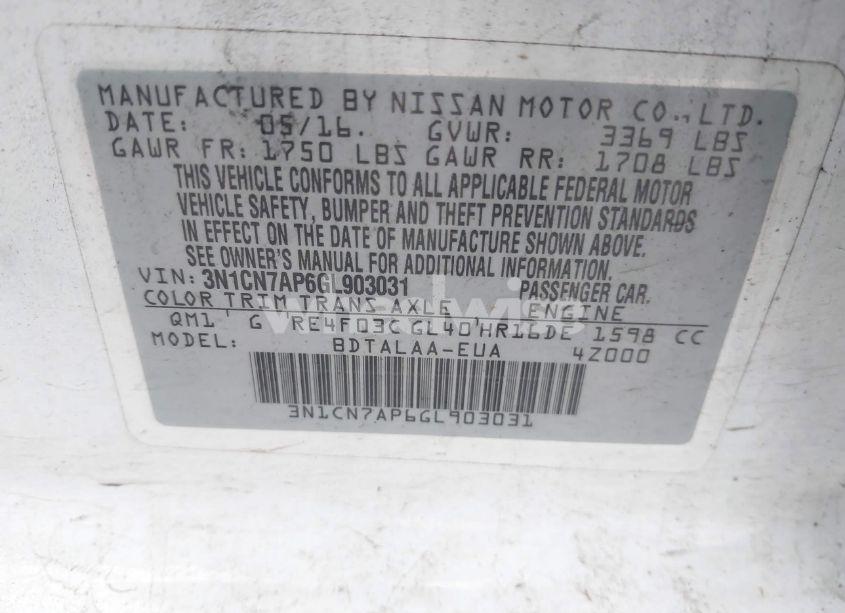 MANUFACTURED BY NISSAN MOTOR CO., LTD.
DATE: 05/16. GVWR: 3369 LBS
GAWR FR: 1750 LBS GAWR RR: 1708 LBS
THIS VEHICLE CONFORMS TO ALL APPLICABLE FEDERAL MOTOR
VEHICLE SAFETY, BUMPER AND THEFT PREVENTION STANDARDS
IN EFFECT ON THE DATE OF MANUFACTURE SHOWN ABOVE.
SEE OWNER'S MANUAL FOR ADDITIONAL INFORMATION.
VIN: 3N1CN7AP6GL903031 PASSENGER CAR.
COLOR TRIM TRANS AXLE ENGINE
QM1 G RE4F03C GL40 HR16DE 1598 CC
MODEL: BDTALAA-EUA 4Z000
3N1CN7AP6GL903031